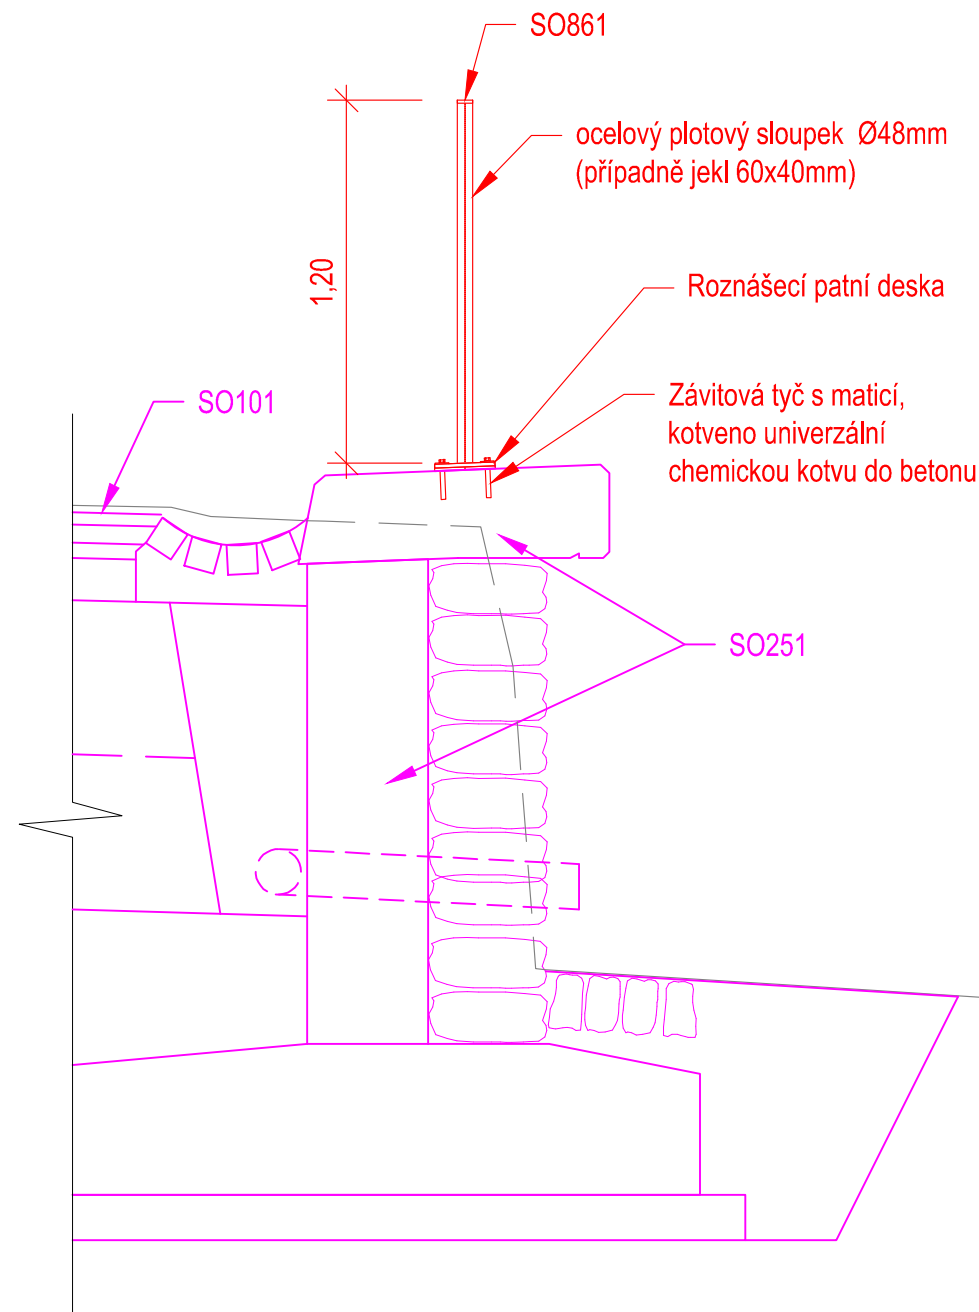 SO861
ocelový plotový sloupek Ø48mm
(případně jekl 60x40mm)
1,20
Roznášecí patní deska
SO101
Závitová tyč s maticí,
kotveno univerzální
chemickou kotvu do betonu
SO251